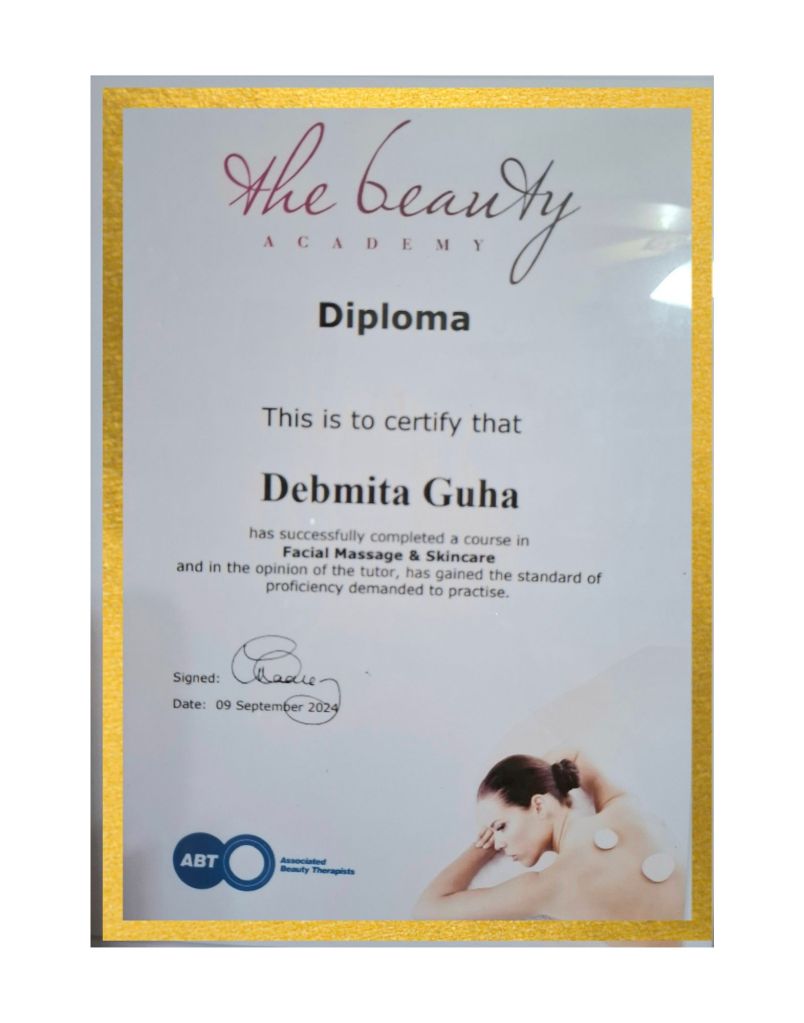 the beauty
ACADEMY
Diploma
This is to certify that
Debmita Guha
has successfully completed a course in
Facial Massage & Skincare
and in the opinion of the tutor, has gained the standard of
proficiency demanded to practise.
Signed:
Date: 09 September 2024
ABT
Associated
Beauty Therapists